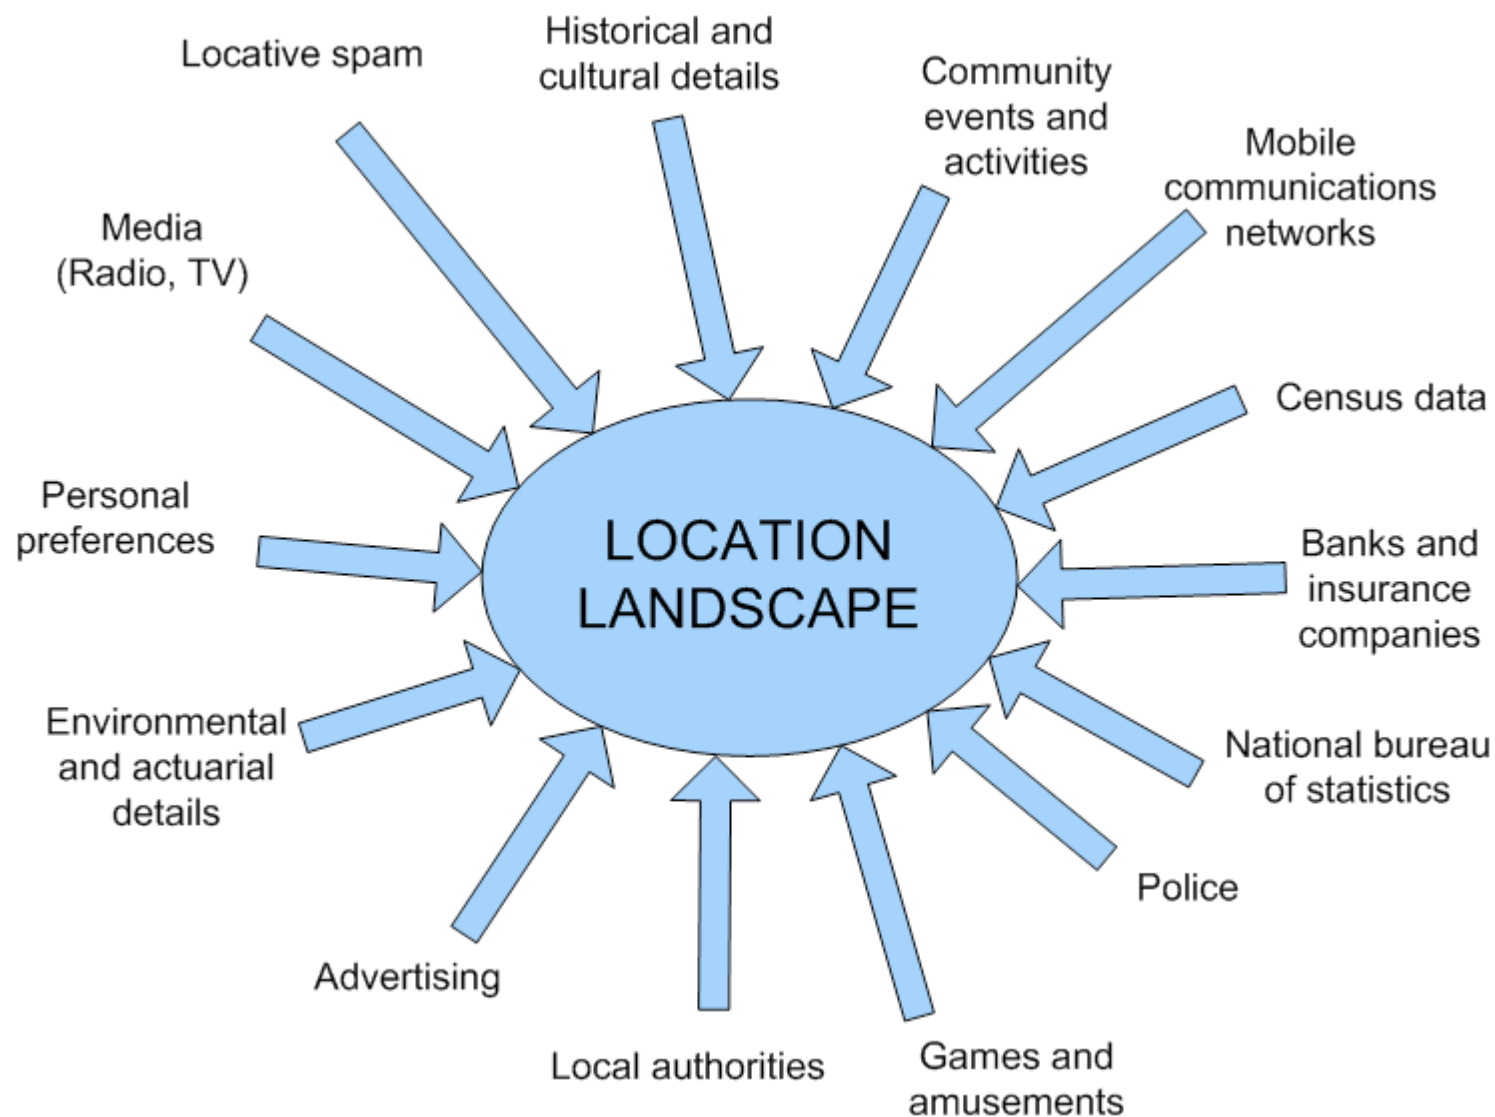 Locative spam
Historical and
cultural details
Community
events and
activities
Mobile
communications
networks
Media
(Radio, TV)
Census data
Personal
preferences
LOCATION
LANDSCAPE
Banks and
insurance
companies
Environmental
and actuarial
details
National bureau
of statistics
Police
Advertising
Local authorities
Games and
amusements